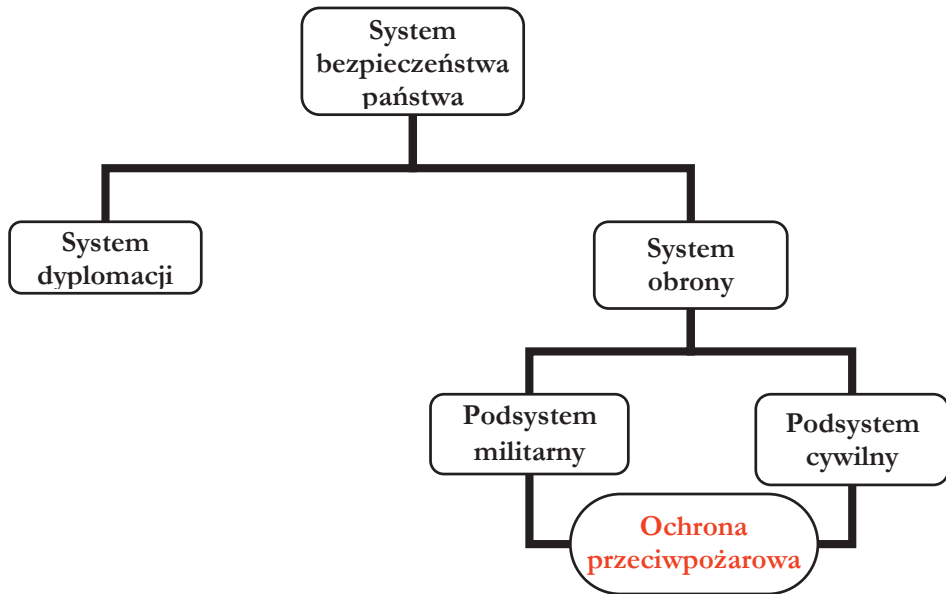 System
bezpieczeństwa
państwa
System
dyplomacji
System
obrony
Podsystem
militarny
Podsystem
cywilny
Ochrona
przeciwpożarowa